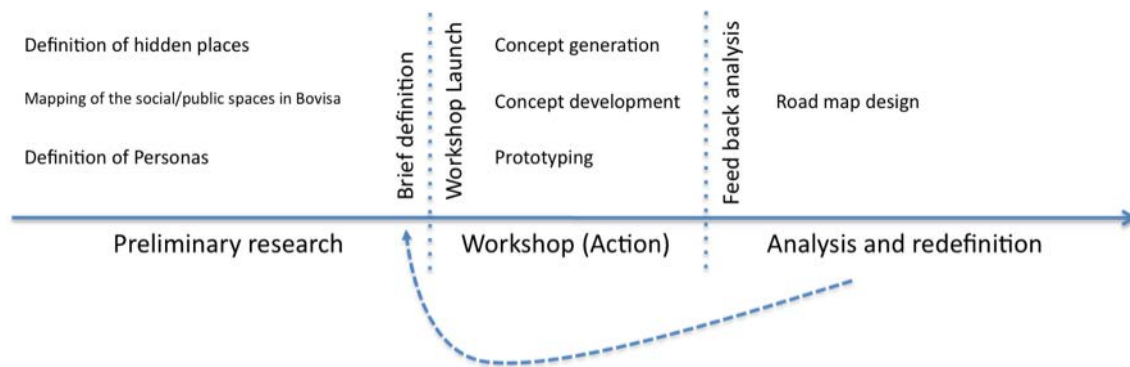 Definition of hidden places
Mapping of the social/public spaces in Bovisa
Definition of Personas
Brief definition
Workshop Launch
Concept generation
Concept development
Prototyping
Feed back analysis
Road map design
Preliminary research
Workshop (Action)
Analysis and redefinition